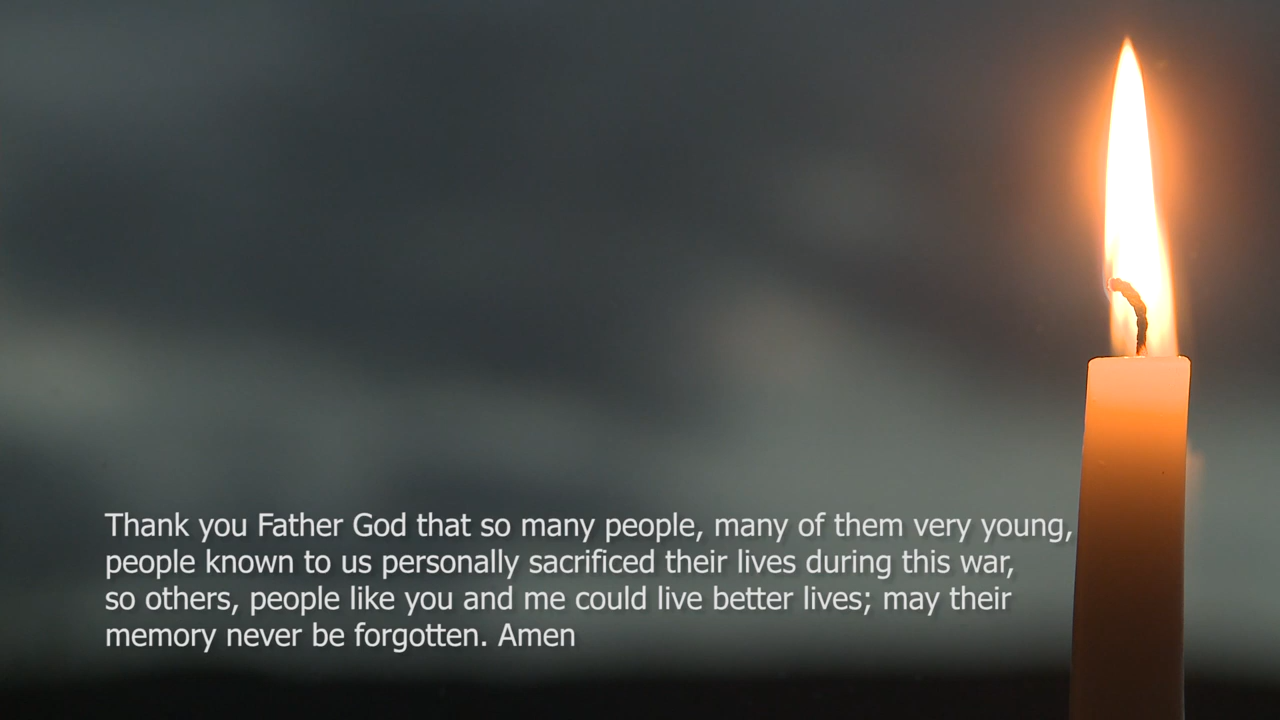 Thank you Father God that so many people, many of them very young,
people known to us personally sacrificed their lives during this war,
so others, people like you and me could live better lives; may their
memory never be forgotten. Amen